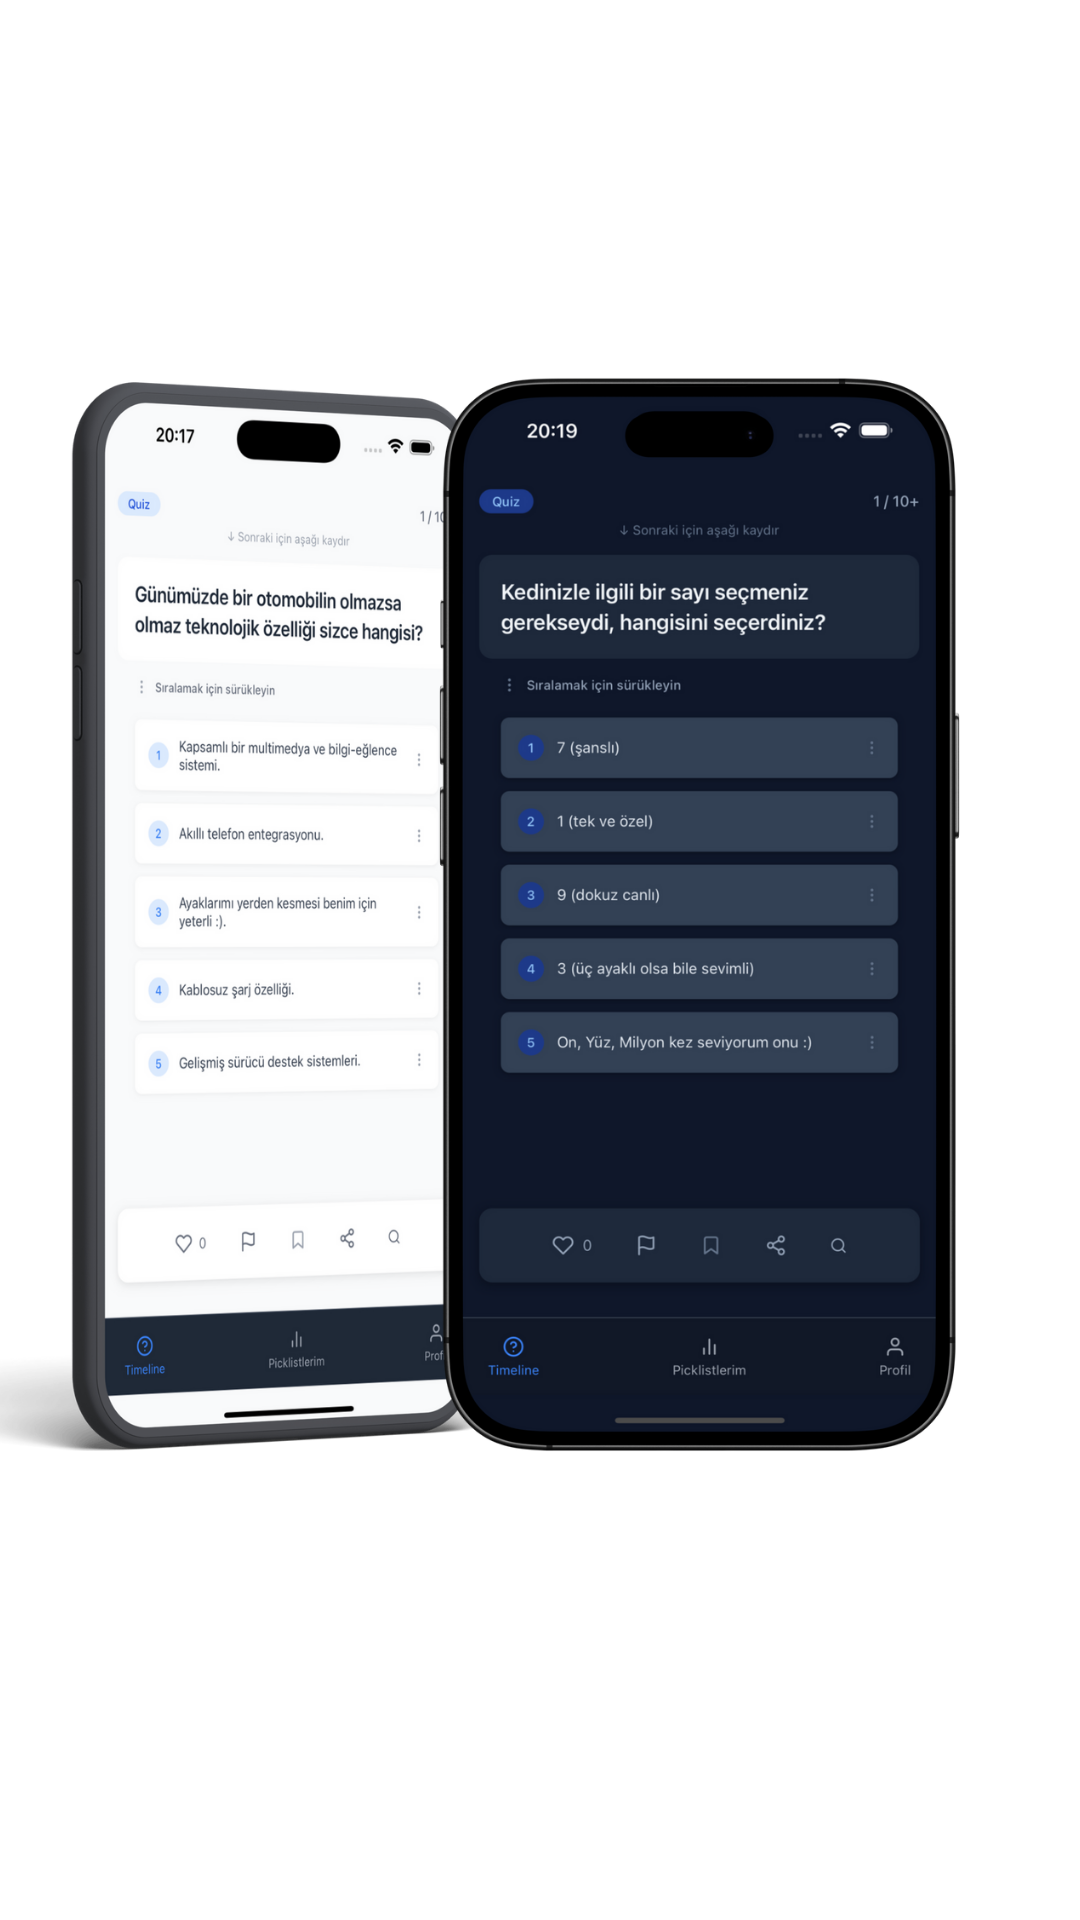 20:17
Quiz
1 / 10
↓ Sonraki için aşağı kaydır
Günümüzde bir otomobilin olmazsa
olmaz teknolojik özelliği sizce hangisi?
Sıralamak için sürükleyin
1 Kapsamlı bir multimedya ve bilgi-eğlence
sistemi.
2 Akıllı telefon entegrasyonu.
3 Ayaklarımı yerden kesmesi benim için
yeterli :).
4 Kablosuz şarj özelliği.
5 Gelişmiş sürücü destek sistemleri.
0
Timeline
Picklistlerim
20:19
Quiz
1 / 10+
↓ Sonraki için aşağı kaydır
Kedinizle ilgili bir sayı seçmeniz
gerekseydi, hangisini seçerdiniz?
Sıralamak için sürükleyin
1 7 (şanslı)
2 1 (tek ve özel)
3 9 (dokuz canlı)
4 3 (üç ayaklı olsa bile sevimli)
5 On, Yüz, Milyon kez seviyorum onu :)
0
Timeline
Picklistlerim
Profil